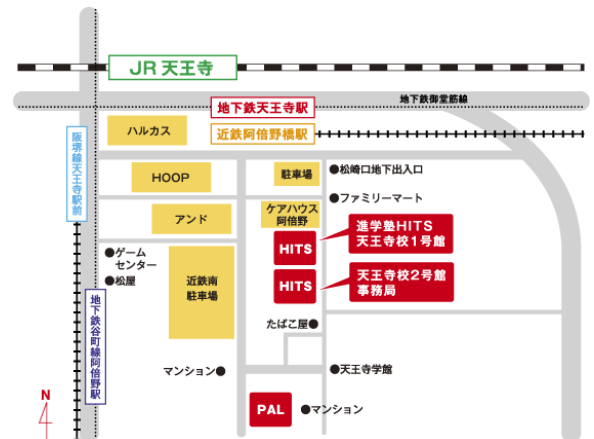 JR 天王寺
地下鉄御堂筋線
地下鉄天王寺駅
ハルカス
近鉄阿倍野橋駅
阪堺線天王寺駅前
HOOP
駐車場
●松崎口地下出入口
●ファミリーマート
アンド
ケアハウス
阿倍野
進学塾HITS
天王寺校1号館
HITS
●ゲーム
センター
●松屋
近鉄南
駐車場
HITS
天王寺校2号館
事務局
地下鉄谷町線阿倍野駅
たばこ屋●
マンション●
●天王寺学館
N
PAL
●マンション